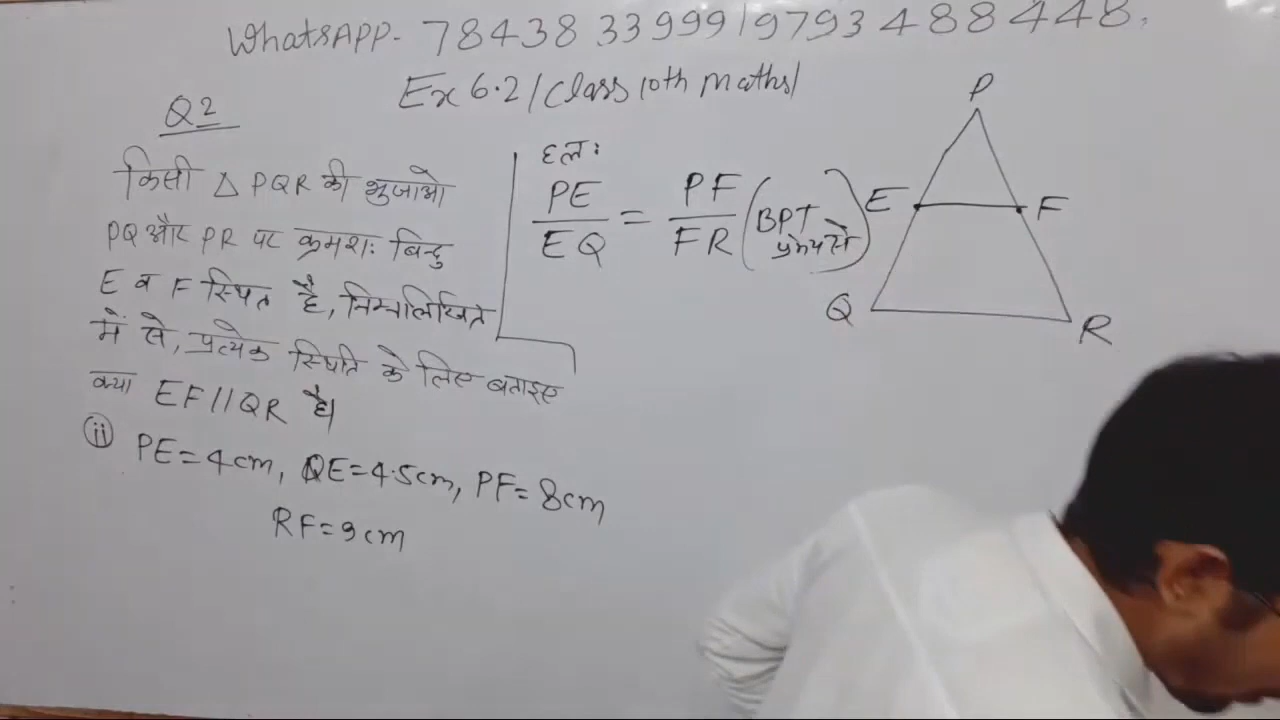 WhatsAPP- 7843833999/9793488448,
Ex 6.2/Class 10th maths/
Q2
किसी △ PQR की भुजाओ
PQ और PR पर क्रमशः बिन्दु
E व F स्थित है, निम्नलिखित
में से, प्रत्येक स्थिति के लिए बताइए
क्या EF//QR है।
(ii) PE=4cm, QE=4.5cm, PF=8cm
RF=9cm
हल:
PE/EQ = PF/FR (BPT प्रमेय से)
P
E F
Q R